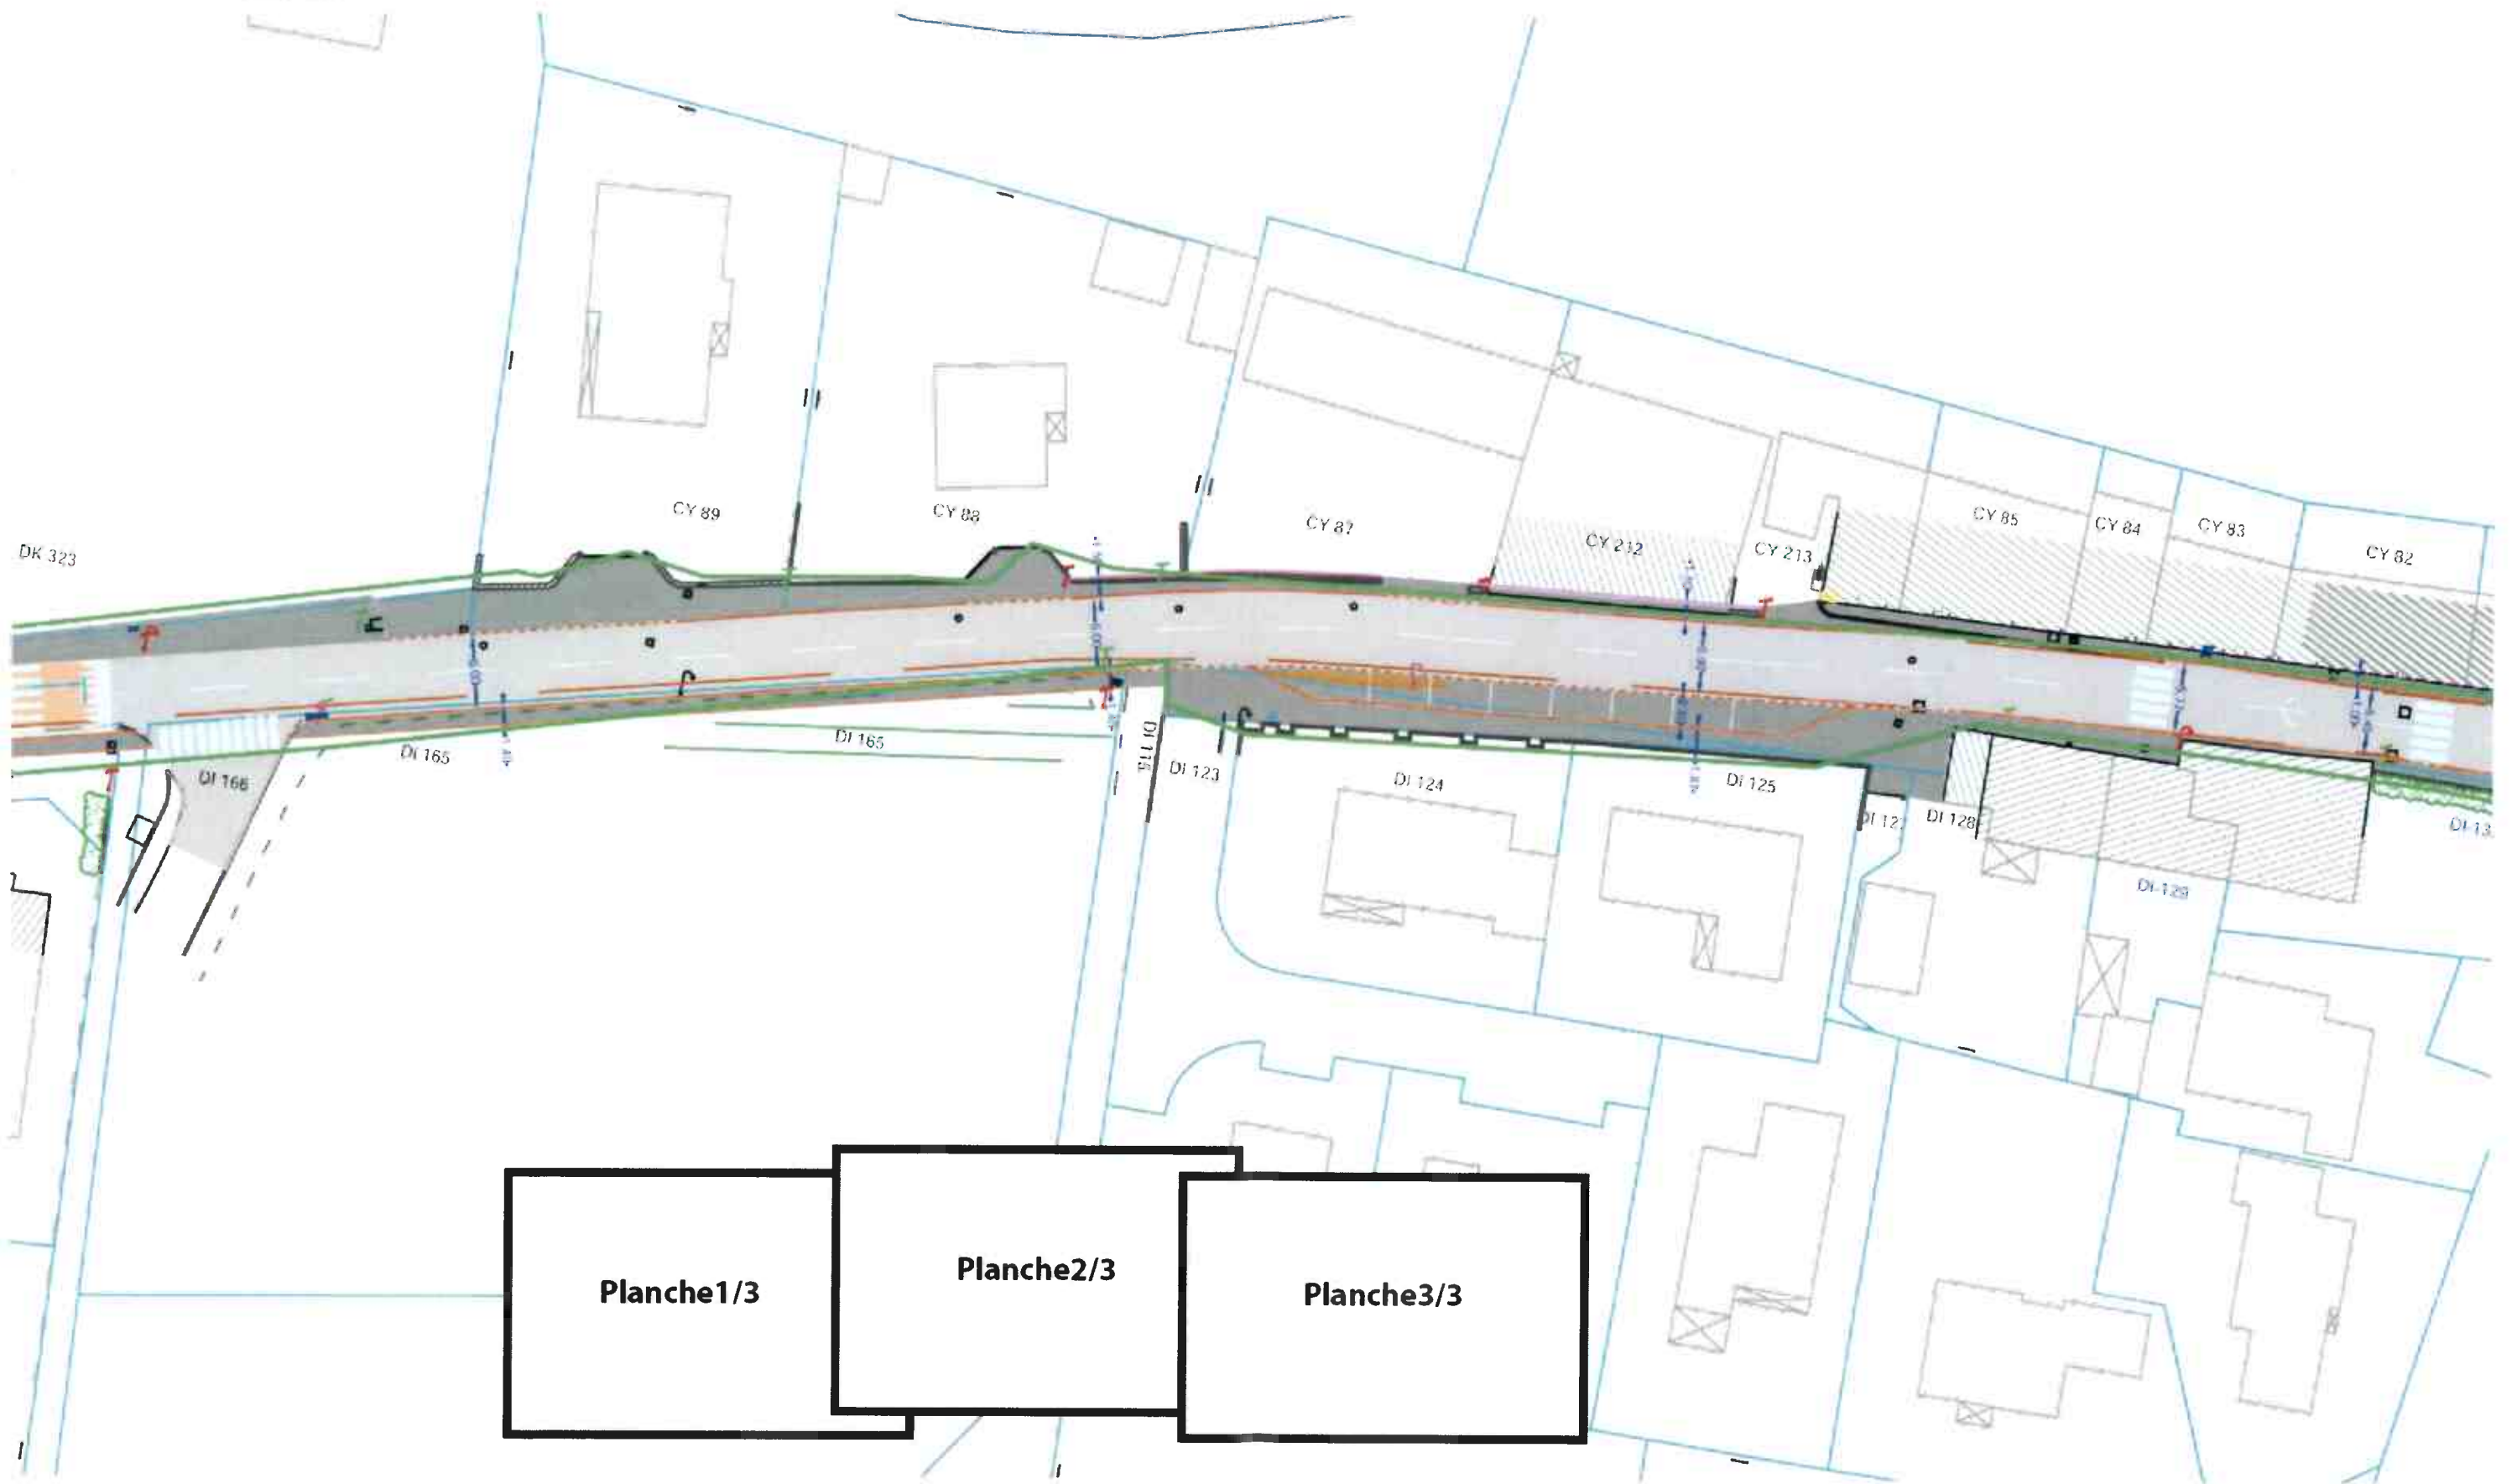 CY 89
CY 88
CY 87
CY 212
CY 213
CY 85
CY 84
CY 83
CY 82
DK 323
DI 165
DI 165
DI 166
DI 123
DI 124
DI 125
DI 128
DI 129
Planche1/3
Planche2/3
Planche3/3